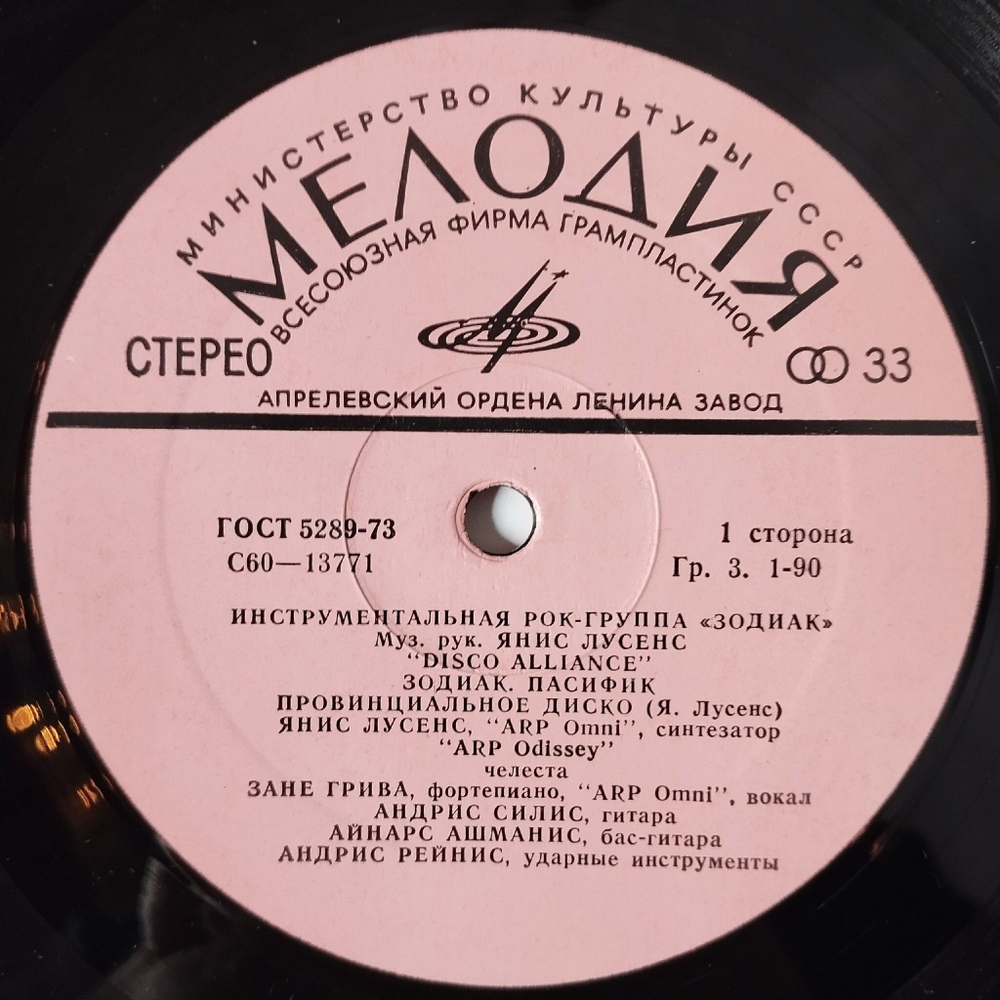 МИНИСТЕРСТВО КУЛЬТУРЫ СССР
МЕЛОДИЯ
ВСЕСОЮЗНАЯ ФИРМА ГРАМПЛАСТИНОК
СТЕРЕО
33
АПРЕЛЕВСКИЙ ОРДЕНА ЛЕНИНА ЗАВОД
ГОСТ 5289-73
1 сторона
С60—13771
Гр. 3. 1-90
ИНСТРУМЕНТАЛЬНАЯ РОК-ГРУППА «ЗОДИАК»
Муз. рук. ЯНИС ЛУСЕНС
“DISCO ALLIANCE”
ЗОДИАК. ПАСИФИК
ПРОВИНЦИАЛЬНОЕ ДИСКО (Я. Лусенс)
ЯНИС ЛУСЕНС, “ARP Omni”, синтезатор
“ARP Odissey”
челеста
ЗАНЕ ГРИВА, фортепиано, “ARP Omni”, вокал
АНДРИС СИЛИС, гитара
АЙНАРС АШМАНИС, бас-гитара
АНДРИС РЕЙНИС, ударные инструменты